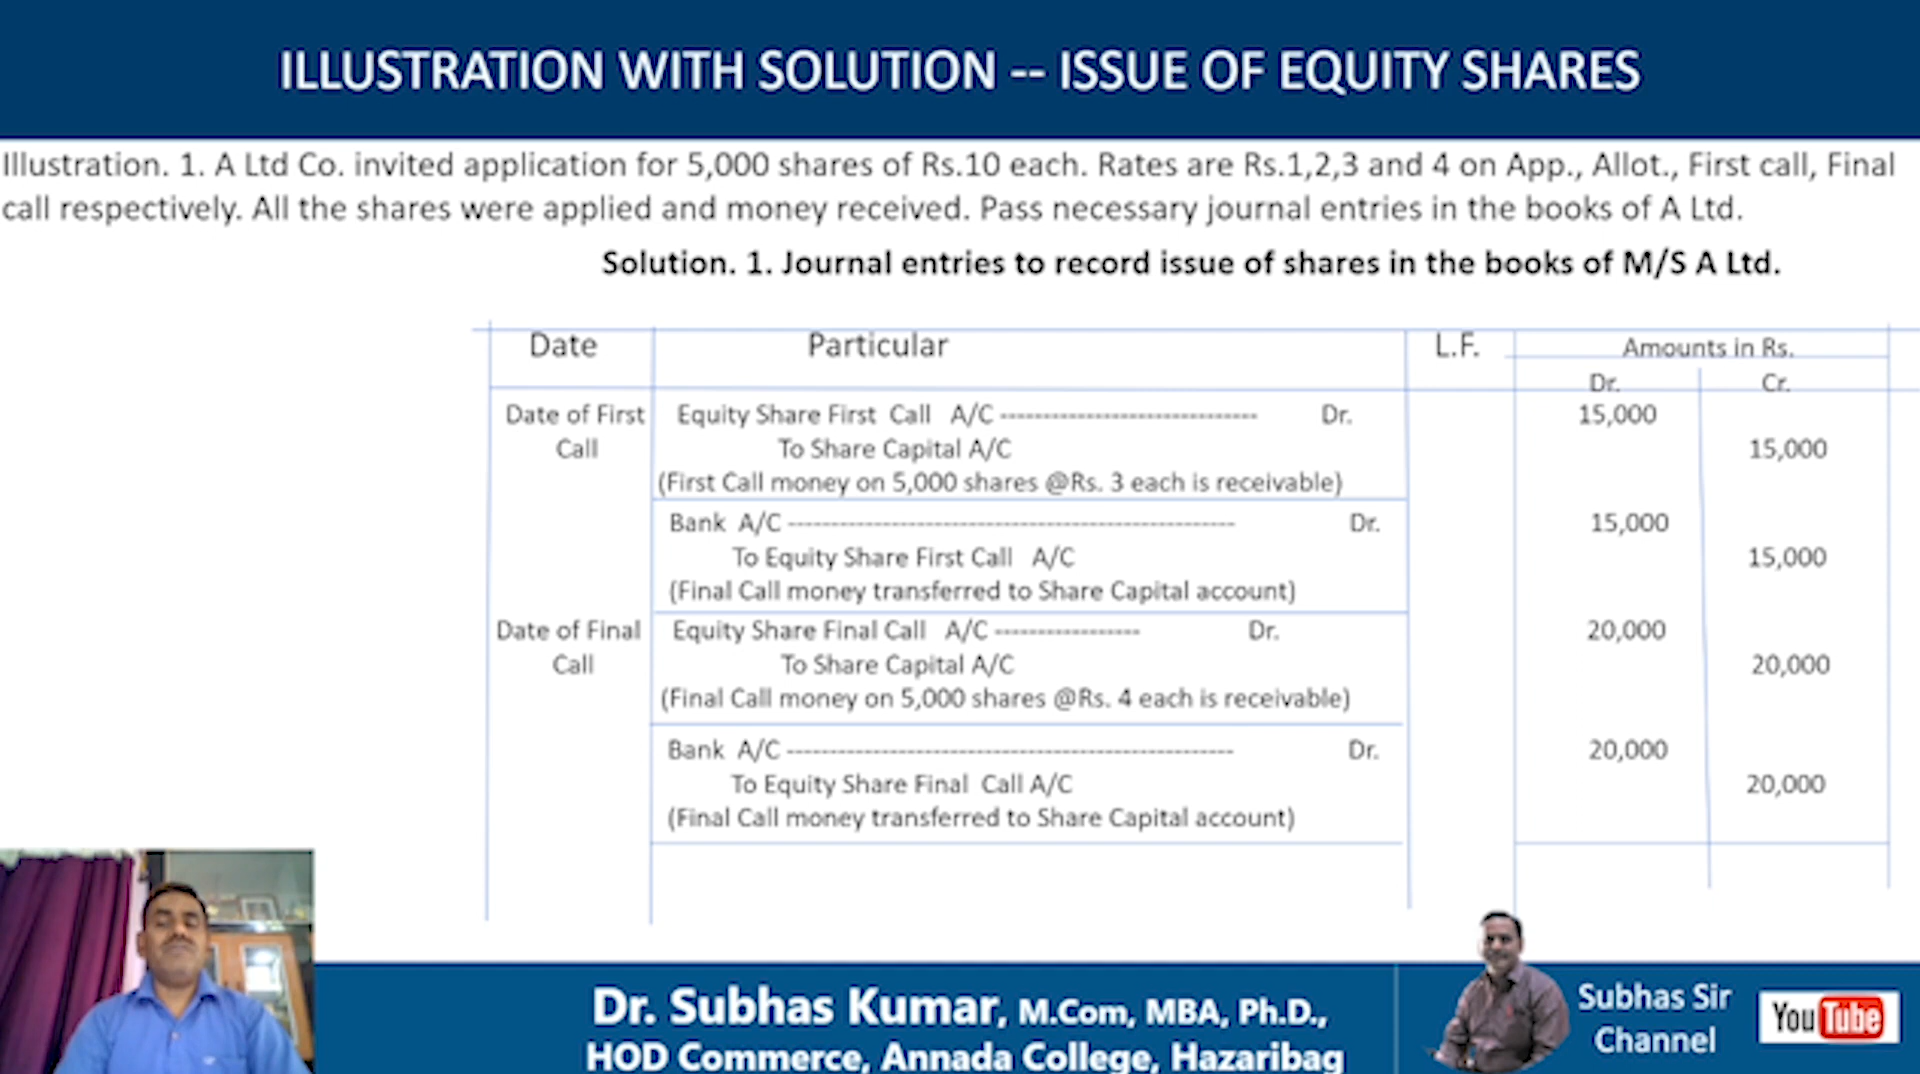 ILLUSTRATION WITH SOLUTION -- ISSUE OF EQUITY SHARES
Illustration. 1. A Ltd Co. invited application for 5,000 shares of Rs.10 each. Rates are Rs.1,2,3 and 4 on App., Allot., First call, Final
call respectively. All the shares were applied and money received. Pass necessary journal entries in the books of A Ltd.
Solution. 1. Journal entries to record issue of shares in the books of M/S A Ltd.
Date Particular L.F. Amounts in Rs.
Dr. Cr.
Date of First Equity Share First Call A/C ------------------------------ Dr. 15,000
Call To Share Capital A/C 15,000
(First Call money on 5,000 shares @Rs. 3 each is receivable)
Bank A/C ---------------------------------------------------- Dr. 15,000
To Equity Share First Call A/C 15,000
(Final Call money transferred to Share Capital account)
Date of Final Equity Share Final Call A/C ----------------- Dr. 20,000
Call To Share Capital A/C 20,000
(Final Call money on 5,000 shares @Rs. 4 each is receivable)
Bank A/C ---------------------------------------------------- Dr. 20,000
To Equity Share Final Call A/C 20,000
(Final Call money transferred to Share Capital account)
Dr. Subhas Kumar, M.Com, MBA, Ph.D.,
HOD Commerce, Annada College, Hazaribag
Subhas Sir
Channel
YouTube